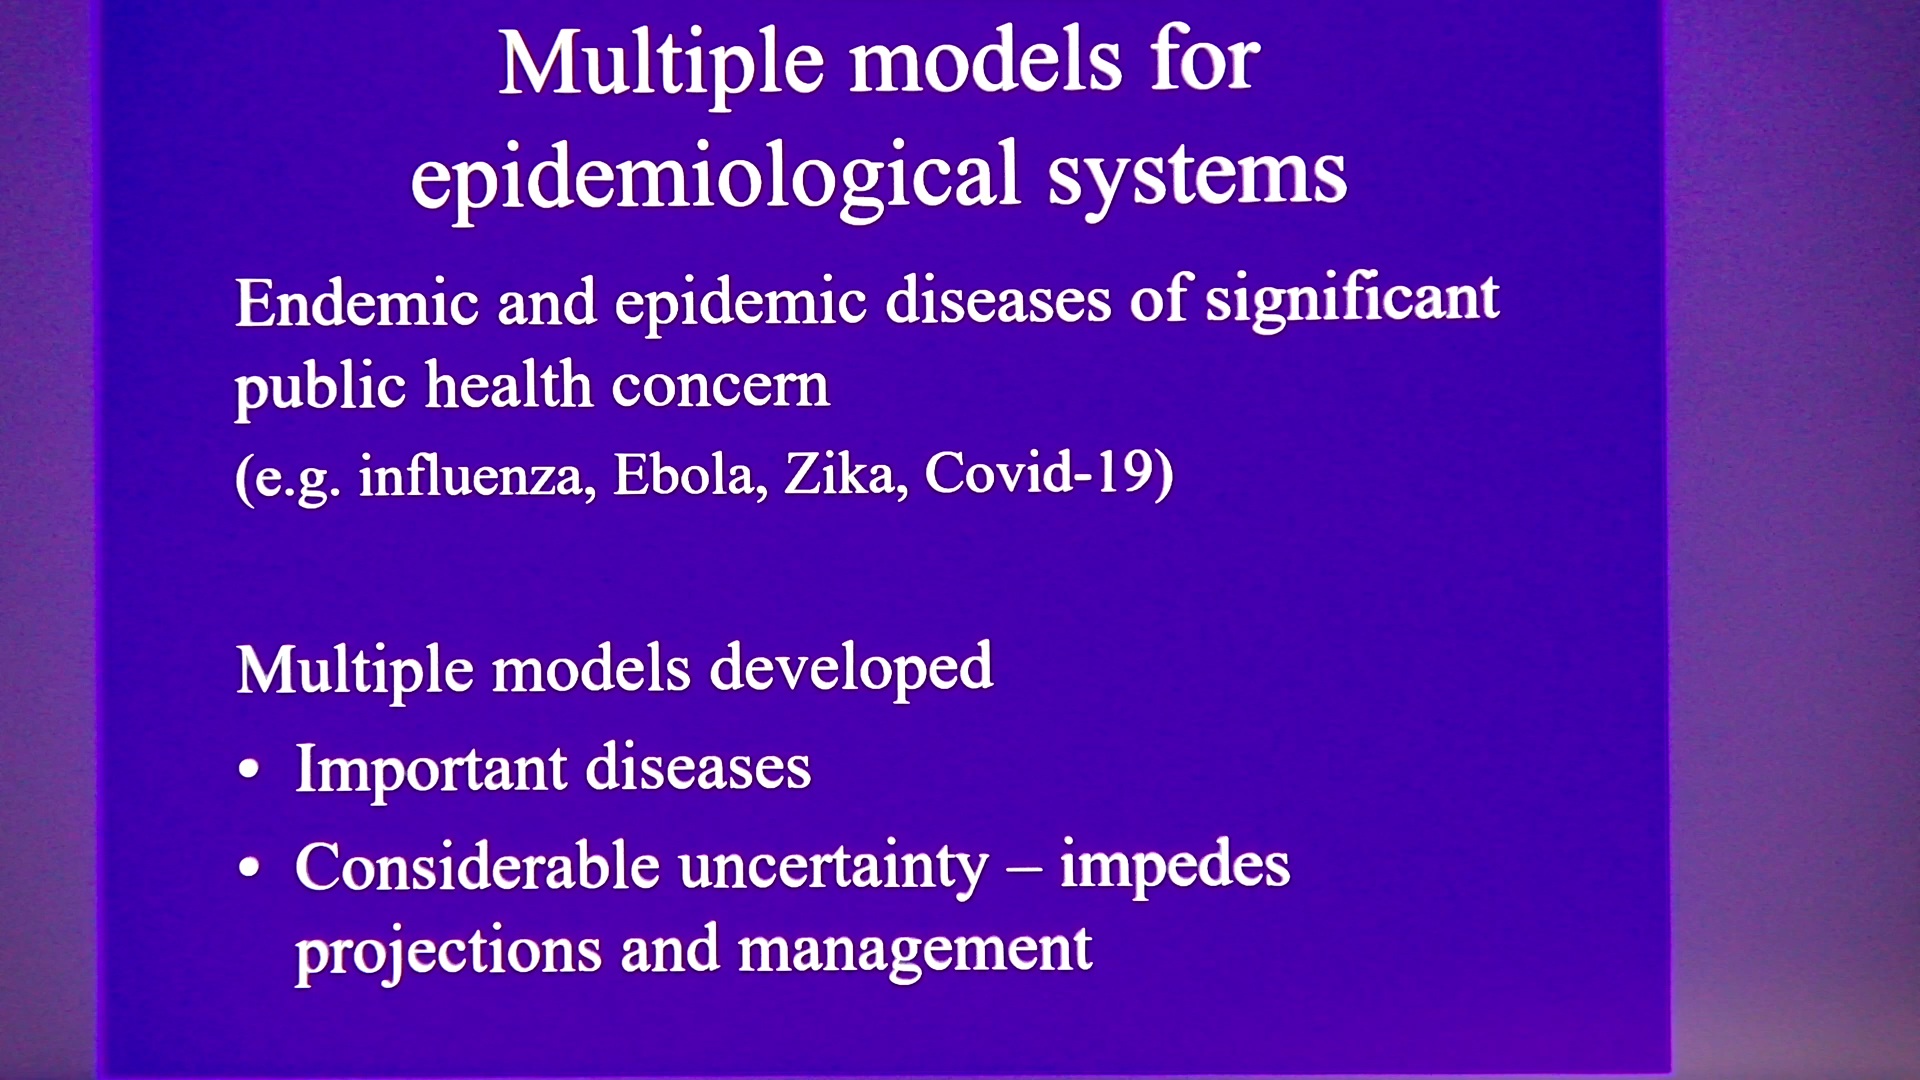 Multiple models for
epidemiological systems
Endemic and epidemic diseases of significant
public health concern
(e.g. influenza, Ebola, Zika, Covid-19)
Multiple models developed
• Important diseases
• Considerable uncertainty – impedes
projections and management